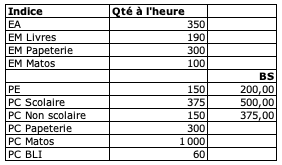 Indice Qté à l'heure
EA 350
EM Livres 190
EM Papeterie 300
EM Matos 100
BS
PE 150 200,00
PC Scolaire 375 500,00
PC Non scolaire 150 375,00
PC Papeterie 300
PC Matos 1 000
PC BLI 60